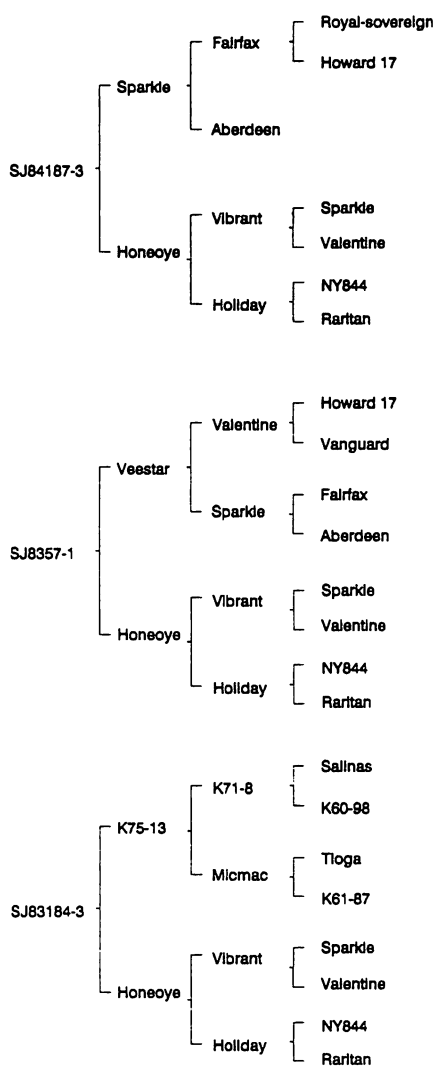 Royal-sovereign
Fairfax
Howard 17
Sparkle
Aberdeen
SJ84187-3
Sparkle
Vibrant
Valentine
Honeoye
NY844
Holiday
Raritan
Howard 17
Valentine
Vanguard
Veestar
Fairfax
Sparkle
Aberdeen
SJ8357-1
Sparkle
Vibrant
Valentine
Honeoye
NY844
Holiday
Raritan
Salinas
K71-8
K60-98
K75-13
Tioga
Micmac
K61-87
SJ83184-3
Sparkle
Vibrant
Valentine
Honeoye
NY844
Holiday
Raritan